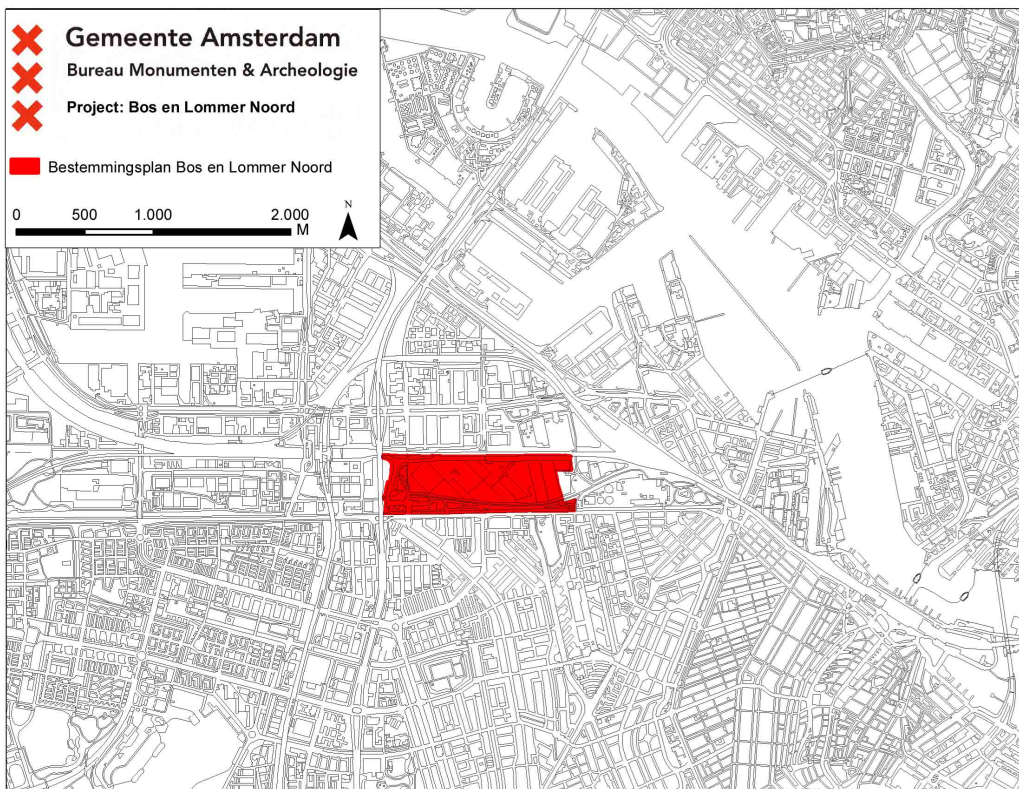 Gemeente Amsterdam
Bureau Monumenten & Archeologie
Project: Bos en Lommer Noord
Bestemmingsplan Bos en Lommer Noord
0 500 1.000 2.000
M
N